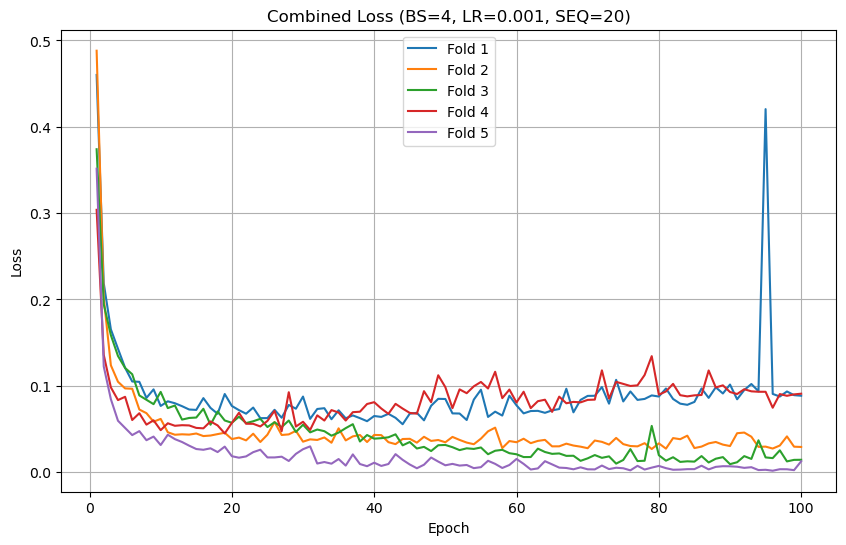 Combined Loss (BS=4, LR=0.001, SEQ=20)
Fold 1
Fold 2
Fold 3
Fold 4
Fold 5
Loss
0.5
0.4
0.3
0.2
0.1
0.0
0 20 40 60 80 100
Epoch